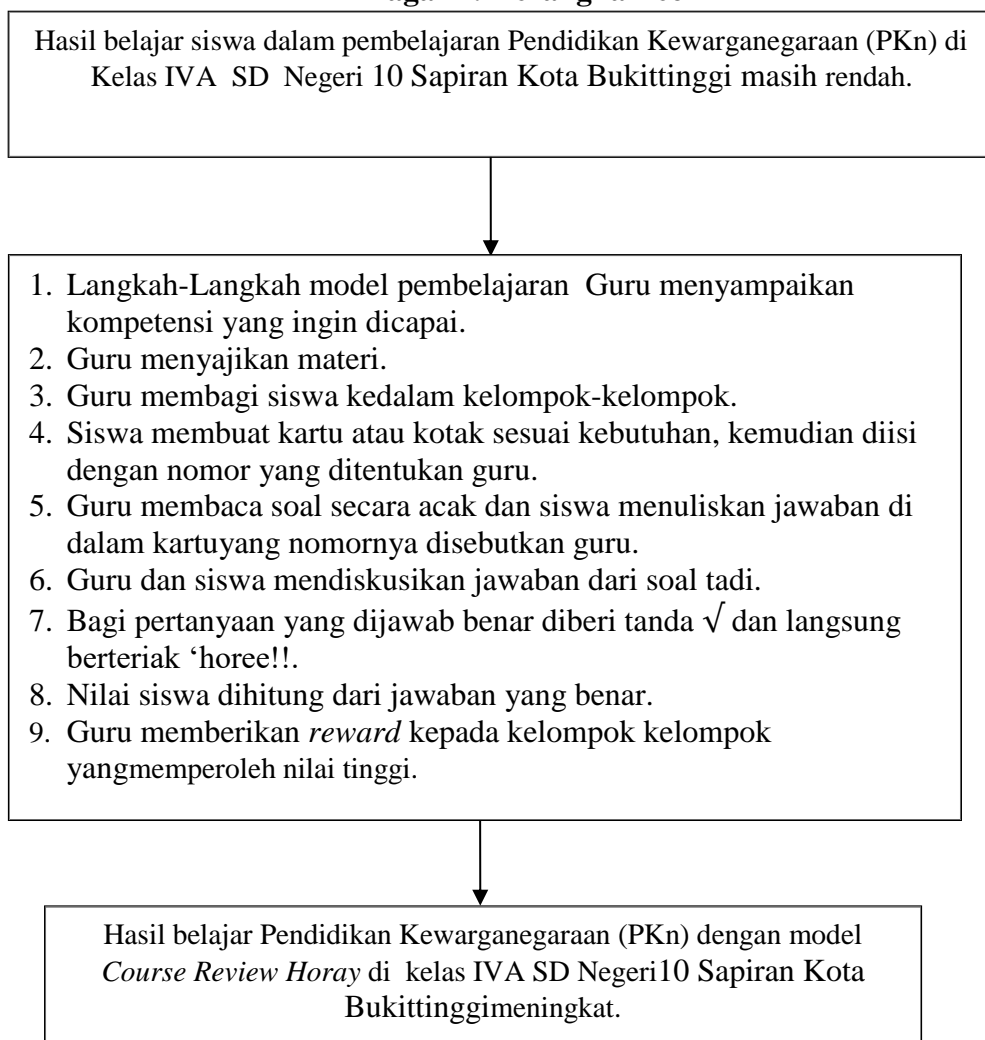 Hasil belajar siswa dalam pembelajaran Pendidikan Kewarganegaraan (PKn) di
Kelas IVA SD Negeri 10 Sapiran Kota Bukittinggi masih rendah.
1. Langkah-Langkah model pembelajaran Guru menyampaikan
kompetensi yang ingin dicapai.
2. Guru menyajikan materi.
3. Guru membagi siswa kedalam kelompok-kelompok.
4. Siswa membuat kartu atau kotak sesuai kebutuhan, kemudian diisi
dengan nomor yang ditentukan guru.
5. Guru membaca soal secara acak dan siswa menuliskan jawaban di
dalam kartuyang nomornya disebutkan guru.
6. Guru dan siswa mendiskusikan jawaban dari soal tadi.
7. Bagi pertanyaan yang dijawab benar diberi tanda √ dan langsung
berteriak ‘horee!!.
8. Nilai siswa dihitung dari jawaban yang benar.
9. Guru memberikan reward kepada kelompok kelompok
yangmemperoleh nilai tinggi.
Hasil belajar Pendidikan Kewarganegaraan (PKn) dengan model
Course Review Horay di kelas IVA SD Negeri10 Sapiran Kota
Bukittinggimeningkat.